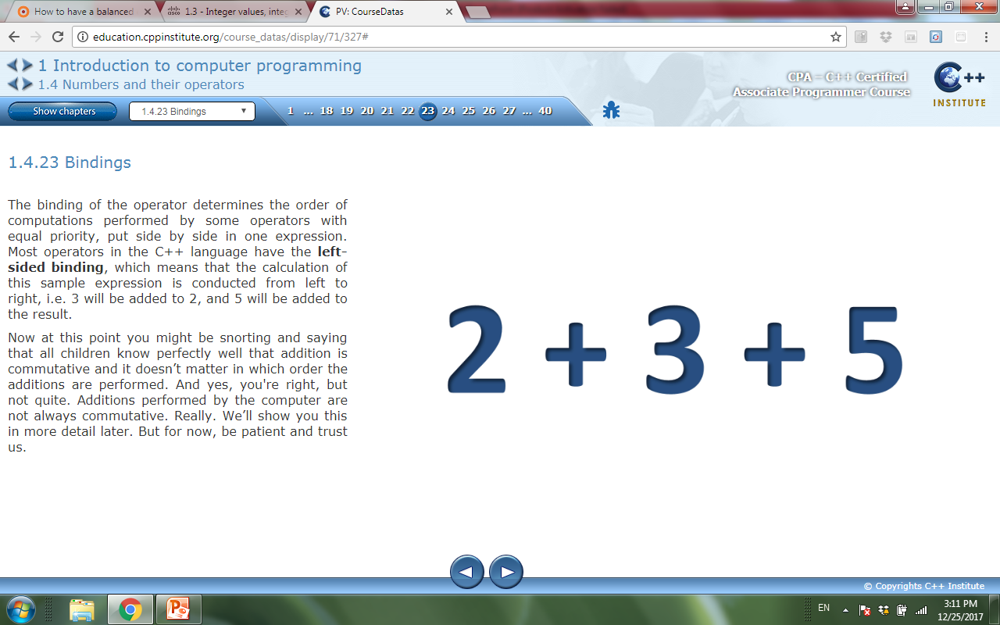 How to have a balanced
1.3 - Integer values, integ
PV: CourseDatas
education.cppinstitute.org/course_datas/display/71/327#
1 Introduction to computer programming
1.4 Numbers and their operators
CPA – C++ Certified
Associate Programmer Course
C++
INSTITUTE
Show chapters
1.4.23 Bindings
1 ... 18 19 20 21 22 23 24 25 26 27 ... 40
1.4.23 Bindings
The binding of the operator determines the order of
computations performed by some operators with
equal priority, put side by side in one expression.
Most operators in the C++ language have the left-
sided binding, which means that the calculation of
this sample expression is conducted from left to
right, i.e. 3 will be added to 2, and 5 will be added to
the result.
Now at this point you might be snorting and saying
that all children know perfectly well that addition is
commutative and it doesn’t matter in which order the
additions are performed. And yes, you're right, but
not quite. Additions performed by the computer are
not always commutative. Really. We’ll show you this
in more detail later. But for now, be patient and trust
us.
2 + 3 + 5
© Copyrights C++ Institute
EN
3:11 PM
12/25/2017